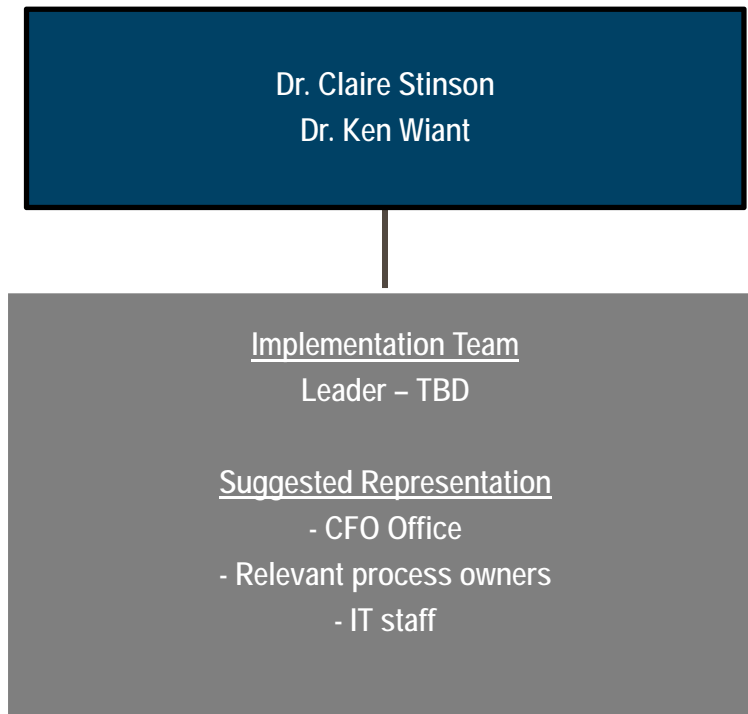 Dr. Claire Stinson
Dr. Ken Wiant
Implementation Team
Leader – TBD
Suggested Representation
- CFO Office
- Relevant process owners
- IT staff